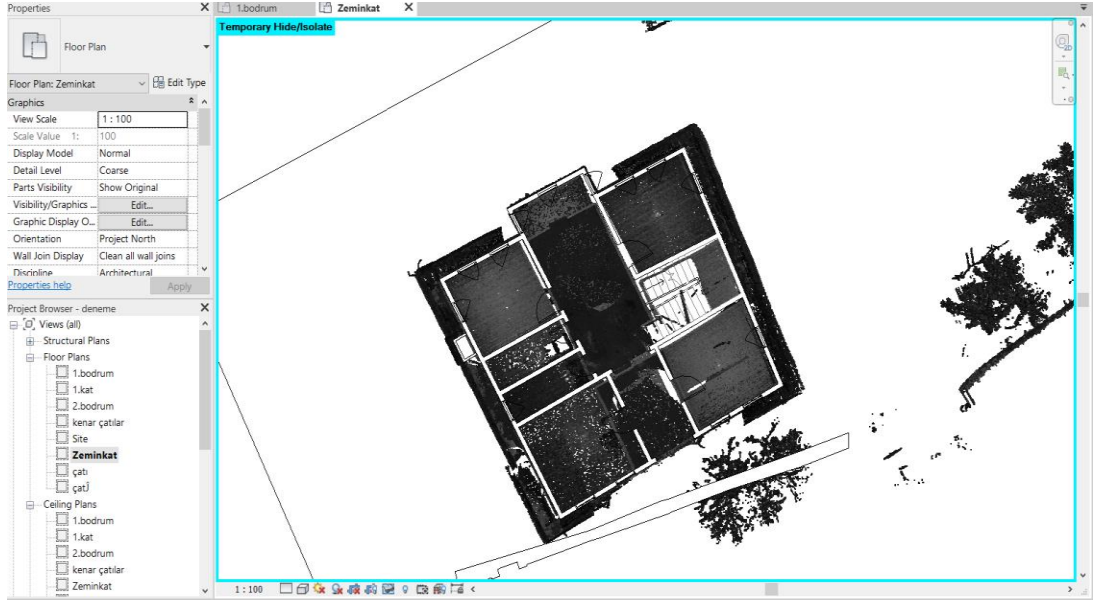 Properties
1.bodrum
Zeminkat
Temporary Hide/Isolate
Floor Plan
Floor Plan: Zeminkat
Edit Type
Graphics
View Scale 1 : 100
Scale Value 1: 100
Display Model Normal
Detail Level Coarse
Parts Visibility Show Original
Visibility/Graphics ... Edit...
Graphic Display O... Edit...
Orientation Project North
Wall Join Display Clean all wall joins
Discipline Architectural
Properties help Apply
Project Browser - deneme
Views (all)
Structural Plans
Floor Plans
1.bodrum
1.kat
2.bodrum
kenar çatılar
Site
Zeminkat
çatı
Ceiling Plans
1.bodrum
1.kat
2.bodrum
kenar çatılar
Zeminkat
1 : 100
2D